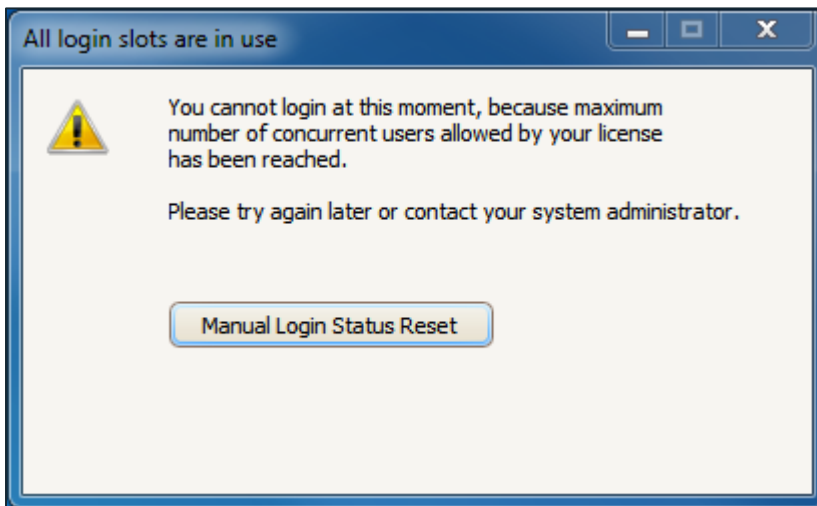 All login slots are in use
You cannot login at this moment, because maximum
number of concurrent users allowed by your license
has been reached.
Please try again later or contact your system administrator.
Manual Login Status Reset